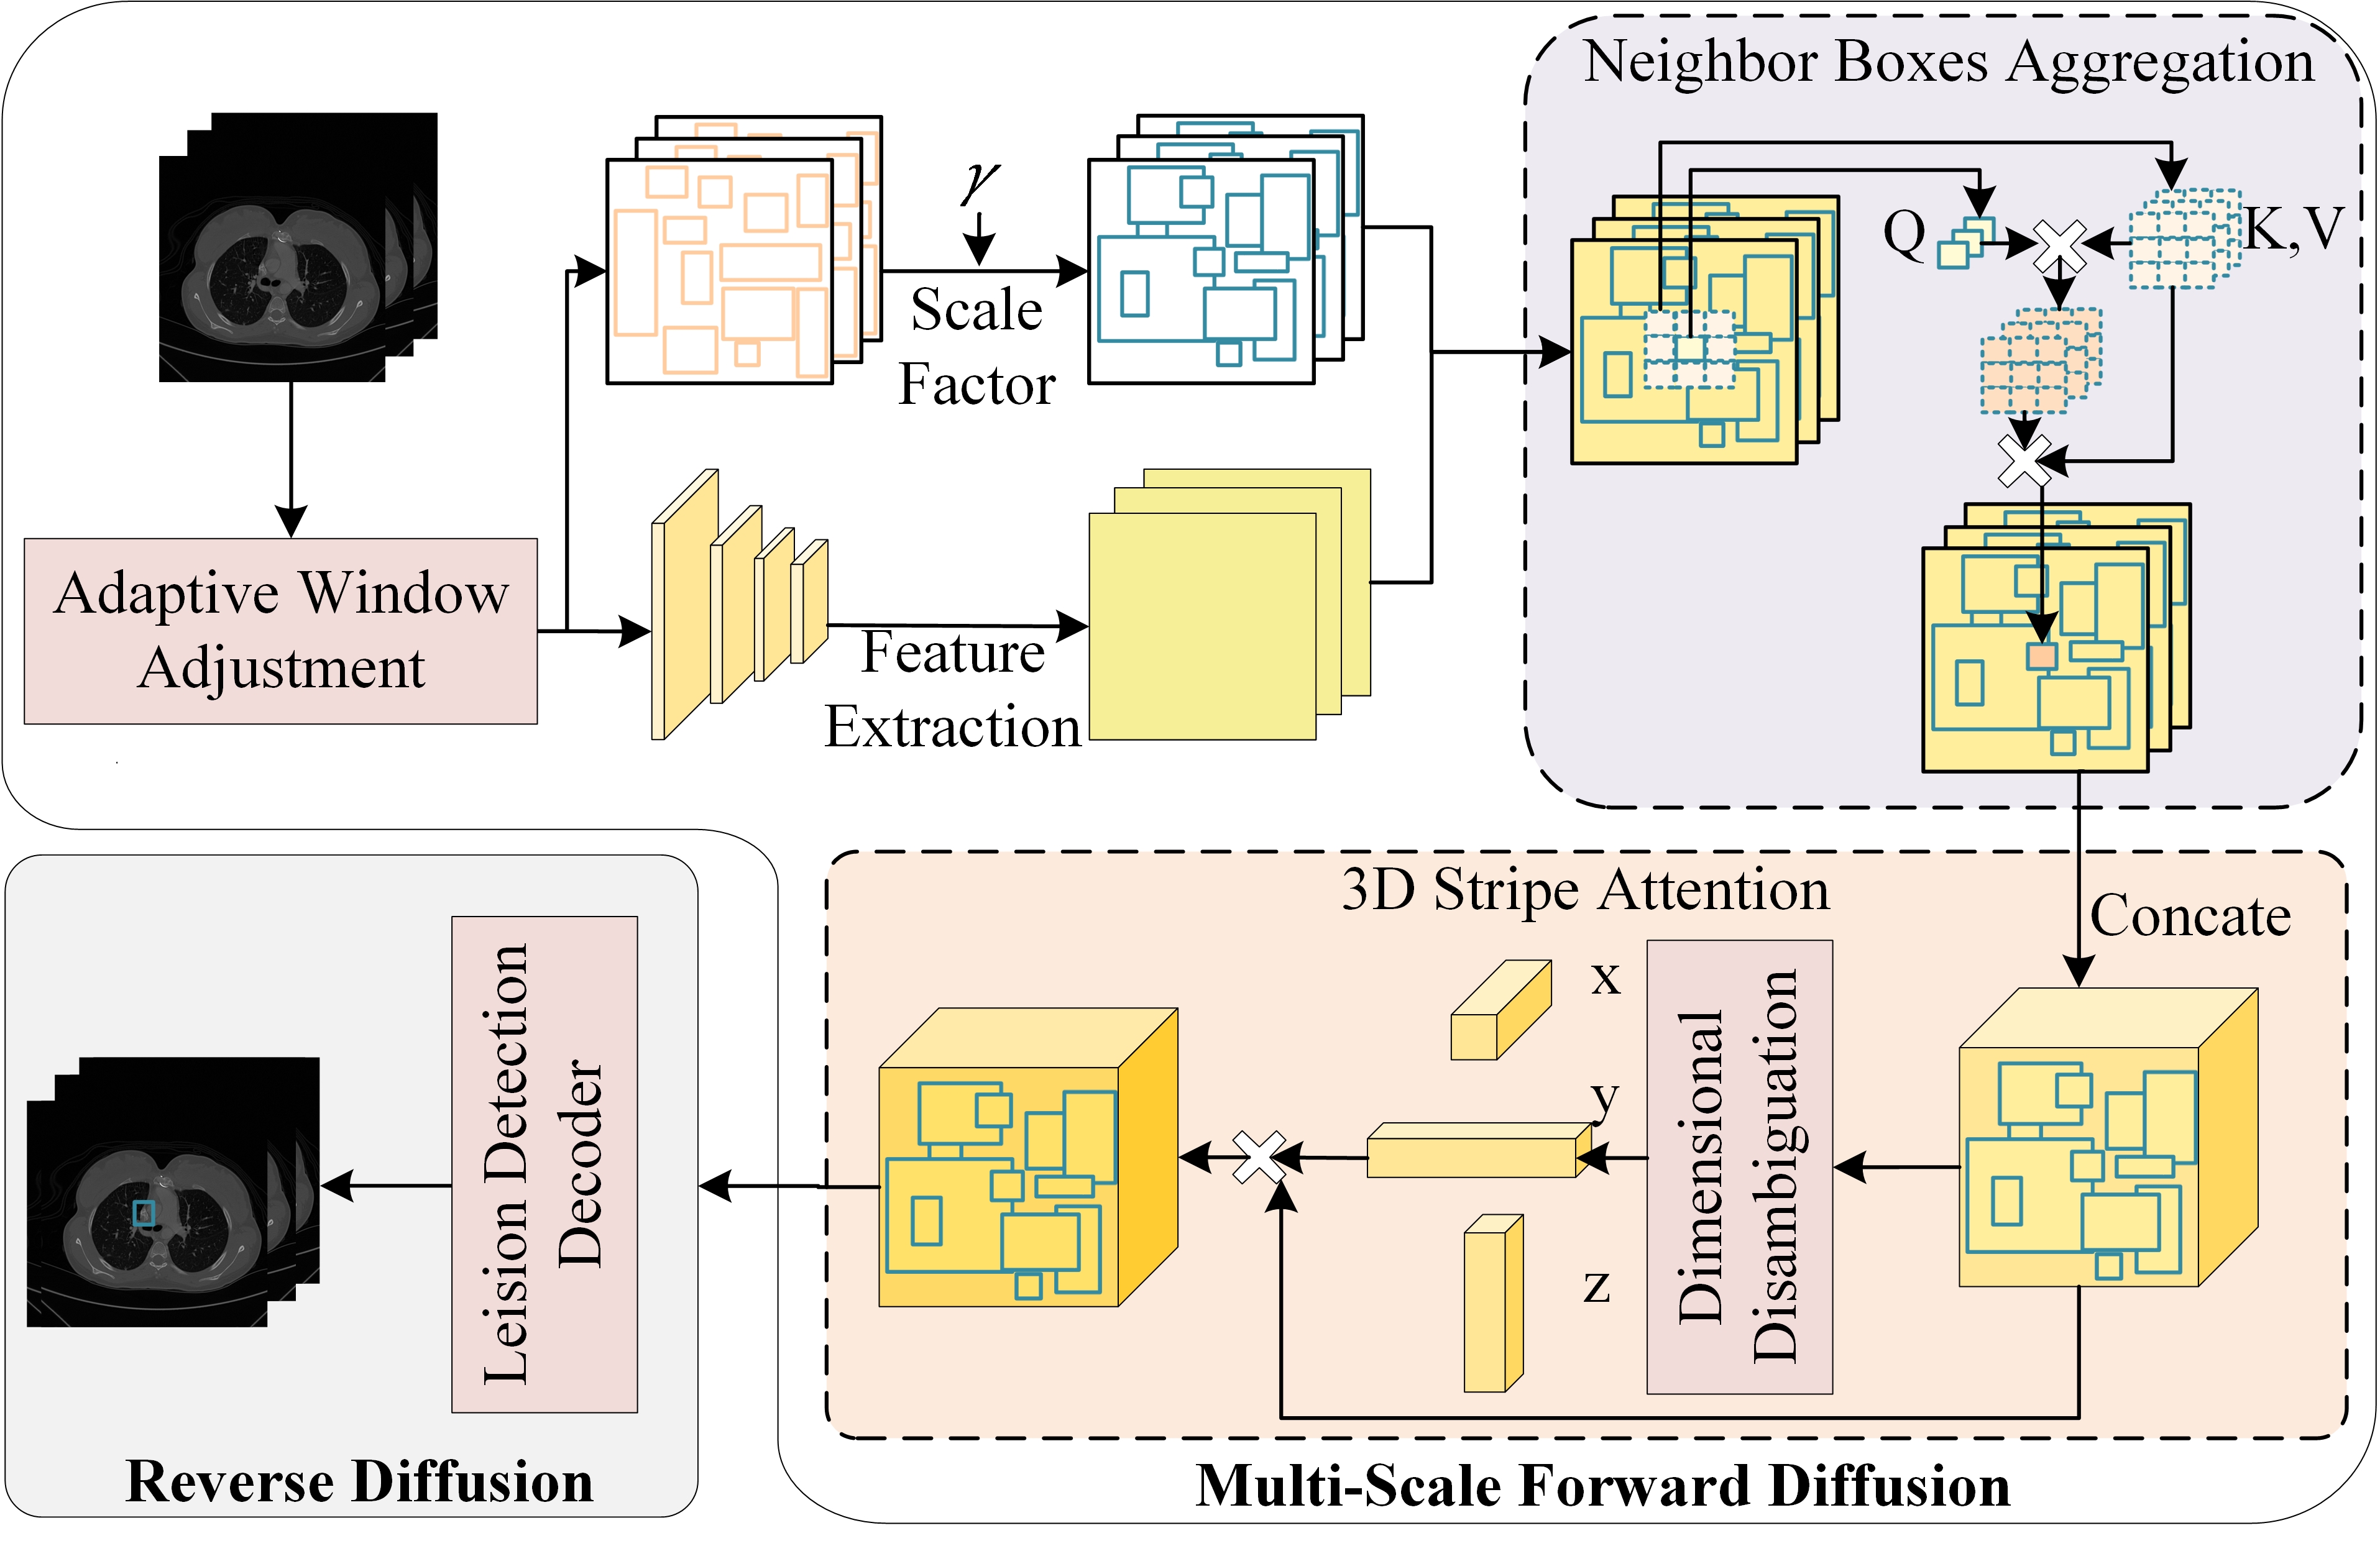 Neighbor Boxes Aggregation
γ
Scale
Factor
Q
K,V
Adaptive Window
Adjustment
Feature
Extraction
3D Stripe Attention
Concate
x
y
z
Dimensional
Disambiguation
Leision Detection
Decoder
Reverse Diffusion
Multi-Scale Forward Diffusion